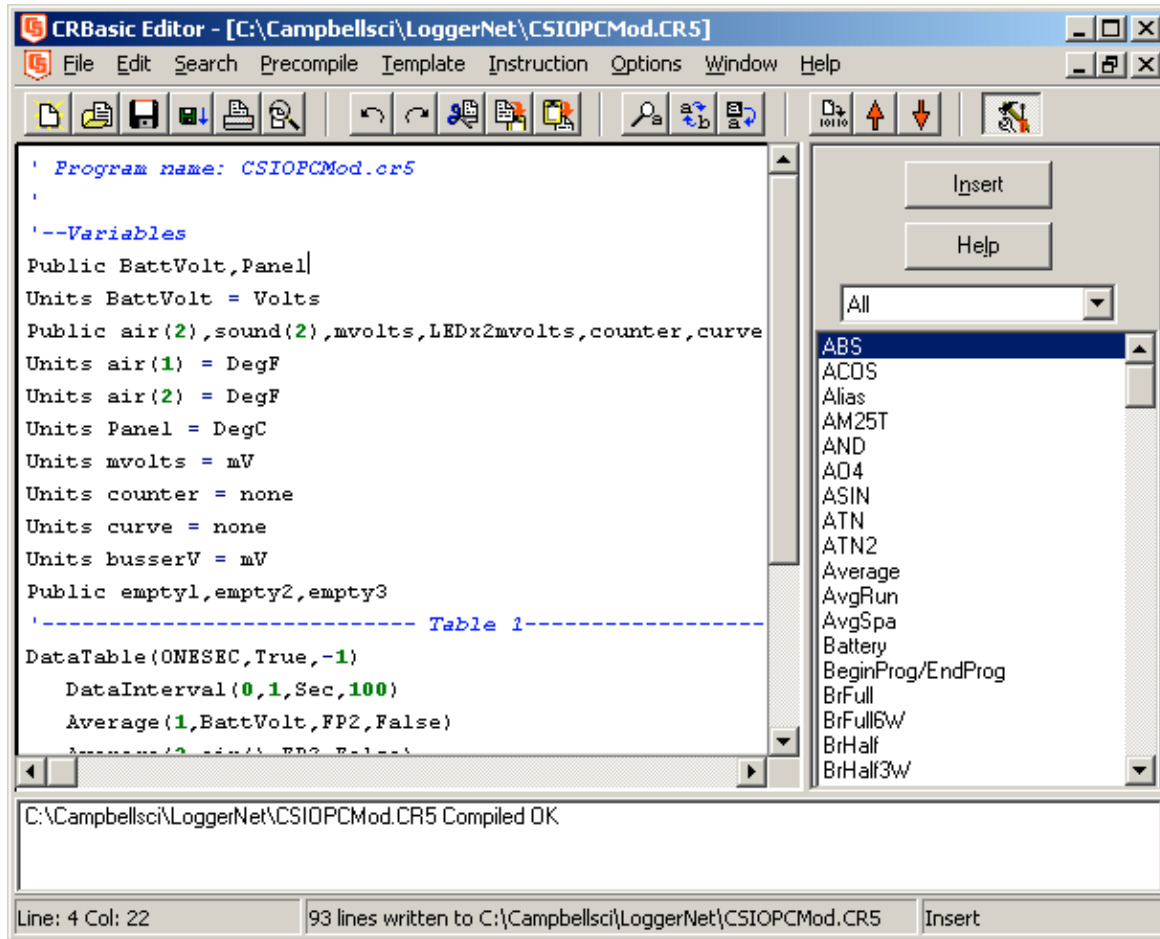 CRBasic Editor - [C:\Campbellsci\LoggerNet\CSIOPCMod.CR5]
File Edit Search Precompile Template Instruction Options Window Help
' Program name: CSIOPCMod.cr5
'
'--Variables
Public BattVolt,Panel
Units BattVolt = Volts
Public air(2),sound(2),mvolts,LEDx2mvolts,counter,curve
Units air(1) = DegF
Units air(2) = DegF
Units Panel = DegC
Units mvolts = mV
Units counter = none
Units curve = none
Units busserV = mV
Public empty1,empty2,empty3
'---------------------------- Table 1------------------
DataTable(ONESEC,True,-1)
DataInterval(0,1,Sec,100)
Average(1,BattVolt,FP2,False)
Insert
Help
All
ABS
ACOS
Alias
AM25T
AND
AO4
ASIN
ATN
ATN2
Average
AvgRun
AvgSpa
Battery
BeginProg/EndProg
BrFull
BrFull6W
BrHalf
BrHalf3W
C:\Campbellsci\LoggerNet\CSIOPCMod.CR5 Compiled OK
Line: 4 Col: 22
93 lines written to C:\Campbellsci\LoggerNet\CSIOPCMod.CR5
Insert